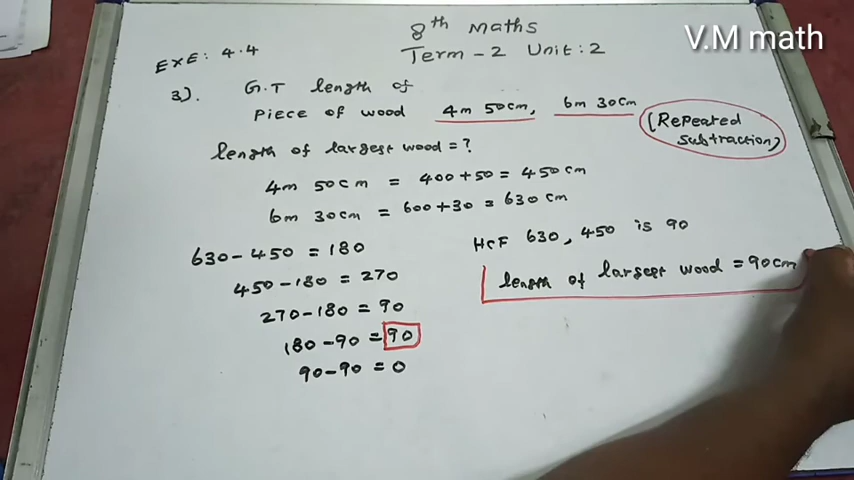 V.M math
8th Maths
EXE: 4.4
Term-2 Unit:2
3). G.T length of
piece of wood 4m 50cm, 6m 30cm
(Repeated
subtraction)
length of largest wood = ?
4m 50cm = 400+50 = 450 cm
6m 30cm = 600+30 = 630 cm
630-450 = 180
450-180 = 270
270-180 = 90
180-90 = 90
90-90 = 0
HCF 630, 450 is 90
length of largest wood = 90cm